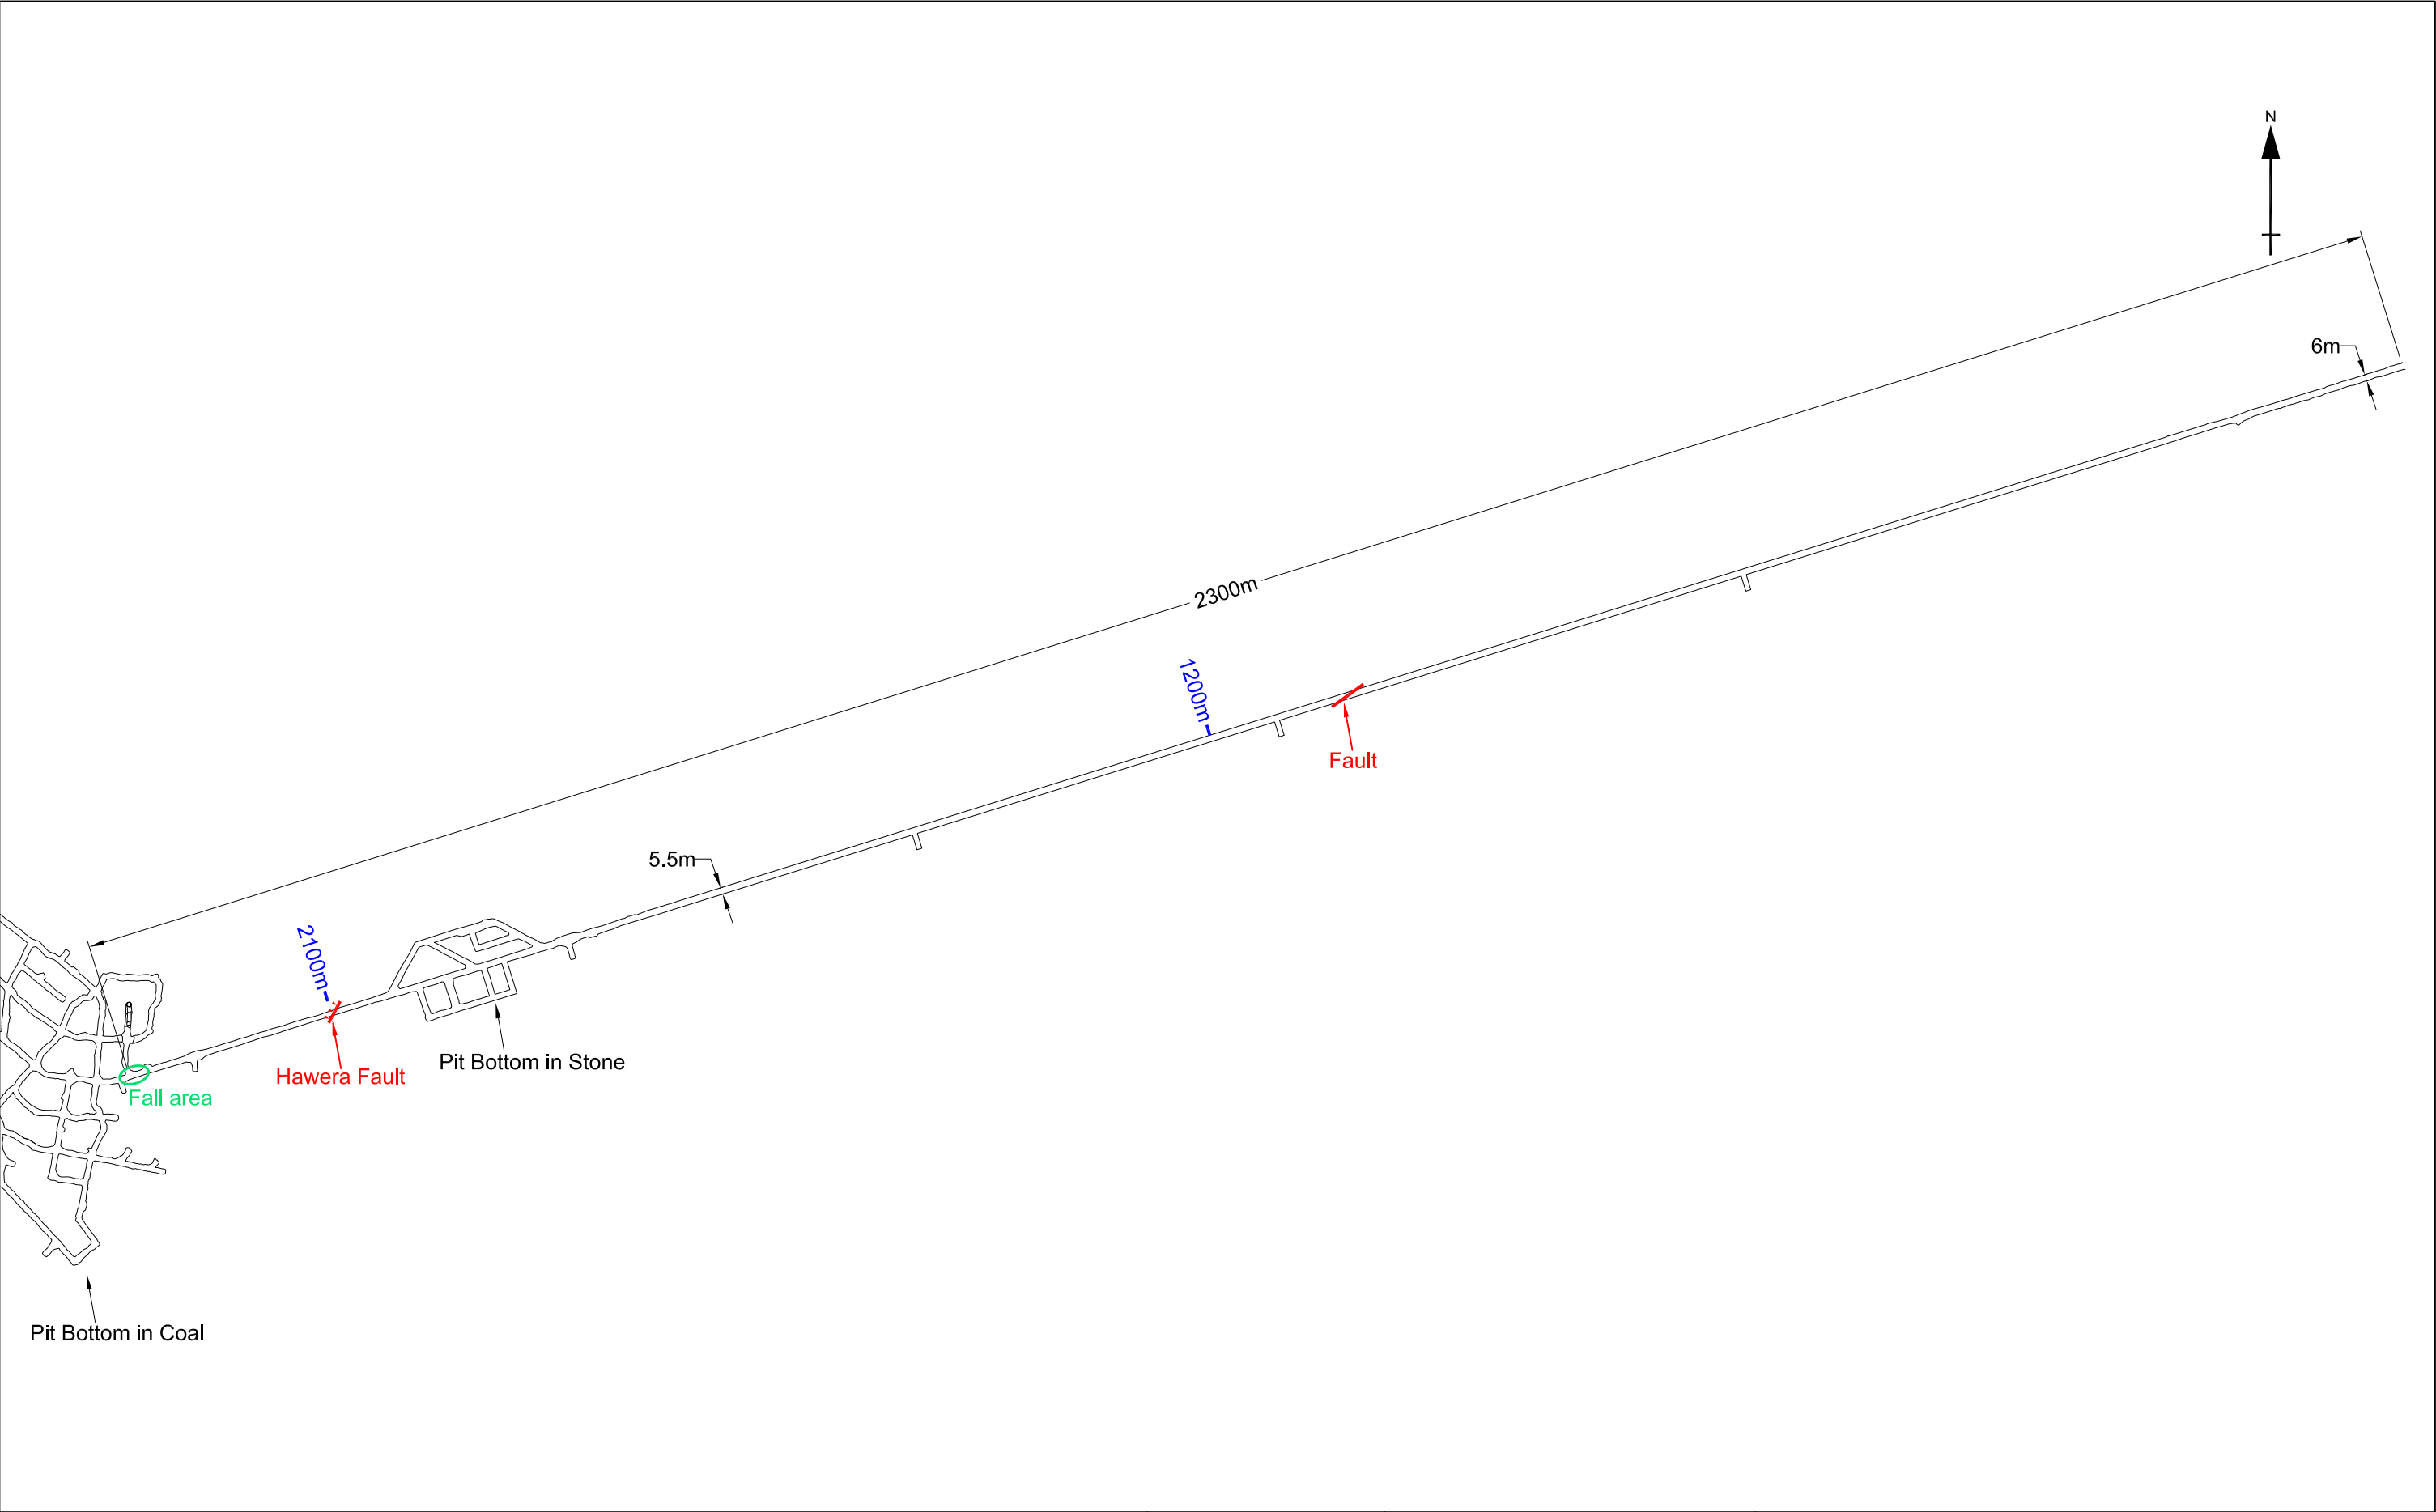 N
6m
2300m
1200m
Fault
5.5m
2100m
Pit Bottom in Stone
Hawera Fault
Fall area
Pit Bottom in Coal